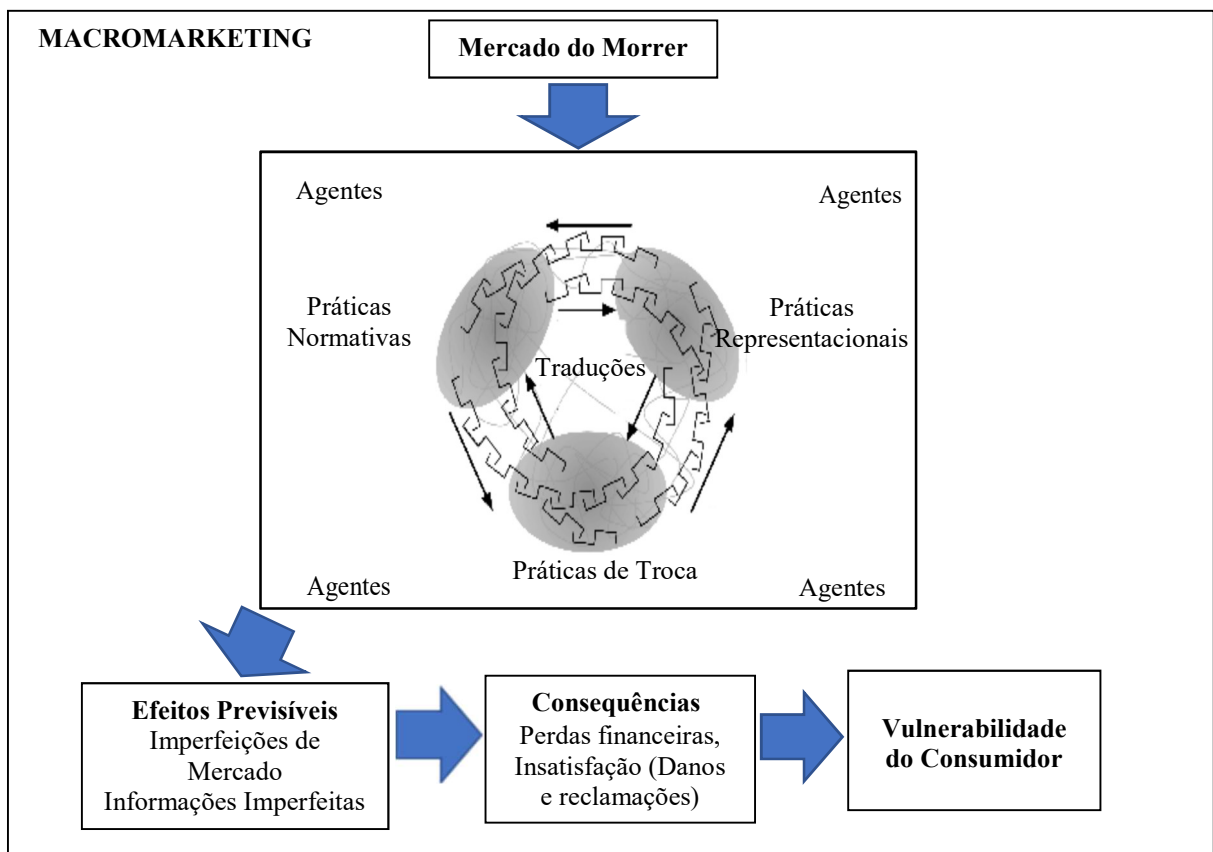 MACROMARKETING
Mercado do Morrer
Agentes
Agentes
Práticas
Normativas
Práticas
Representacionais
Traduções
Práticas de Troca
Agentes
Agentes
Efeitos Previsíveis
Imperfeições de
Mercado
Informações Imperfeitas
Consequências
Perdas financeiras,
Insatisfação (Danos
e reclamações)
Vulnerabilidade
do Consumidor